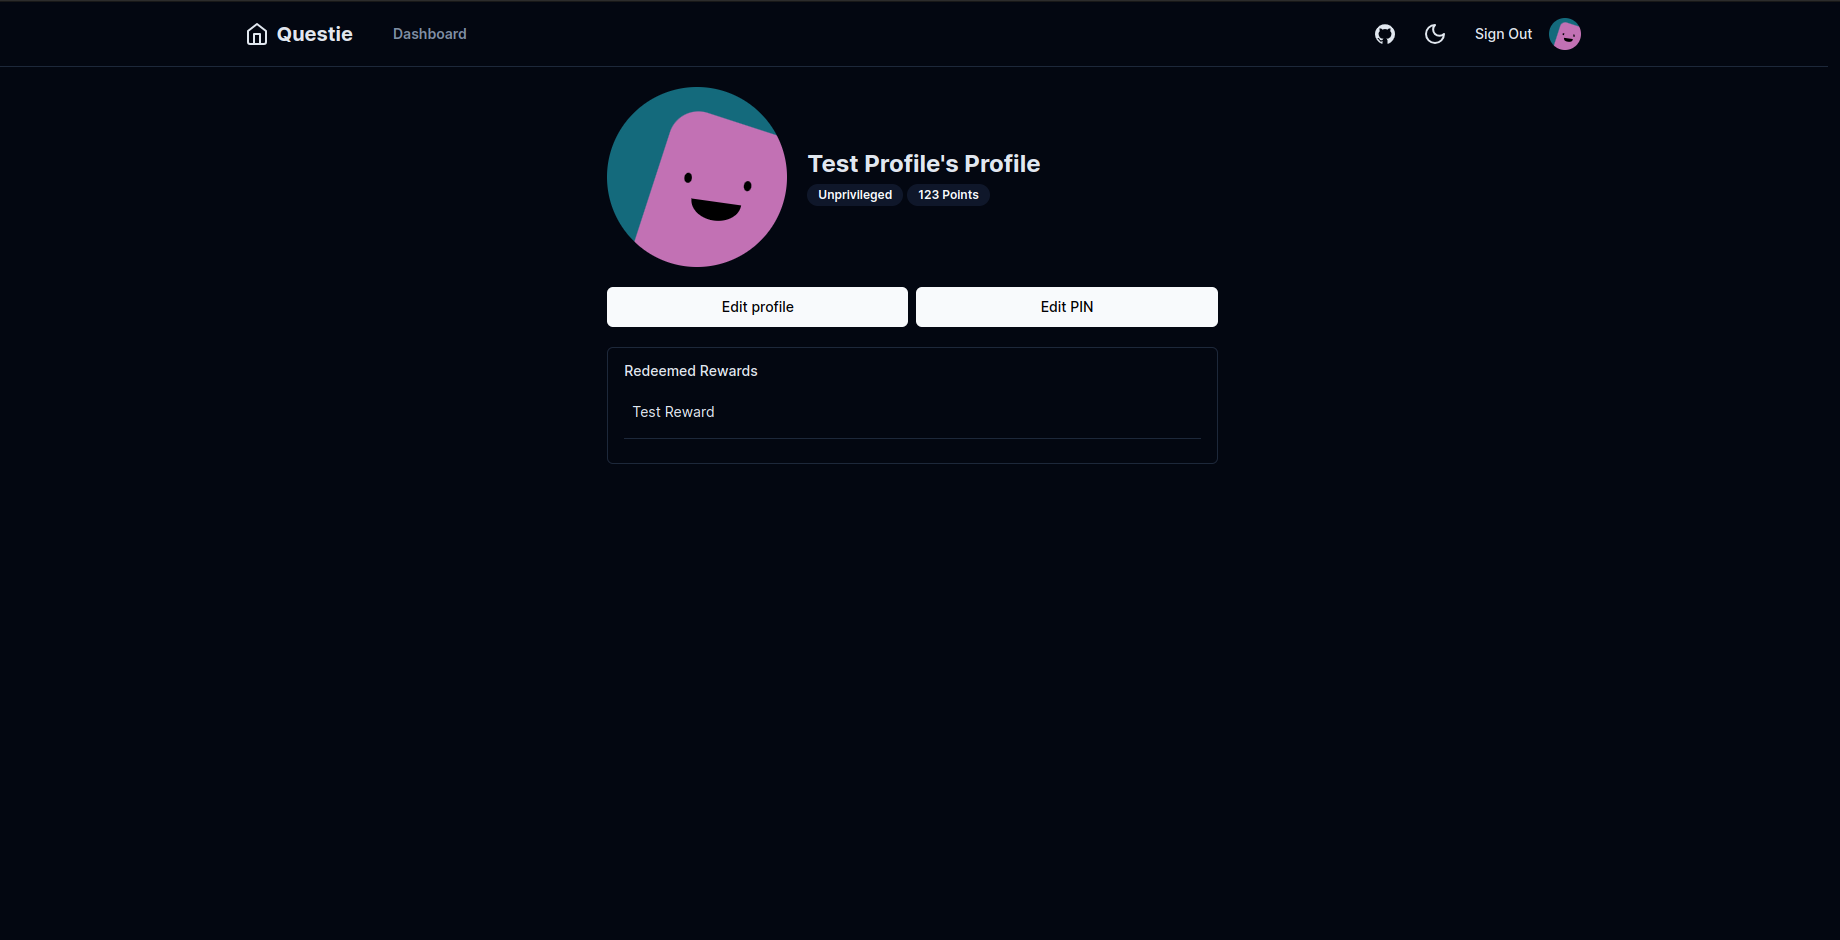 Questie Dashboard Sign Out
Test Profile's Profile
Unprivileged 123 Points
Edit profile Edit PIN
Redeemed Rewards
Test Reward